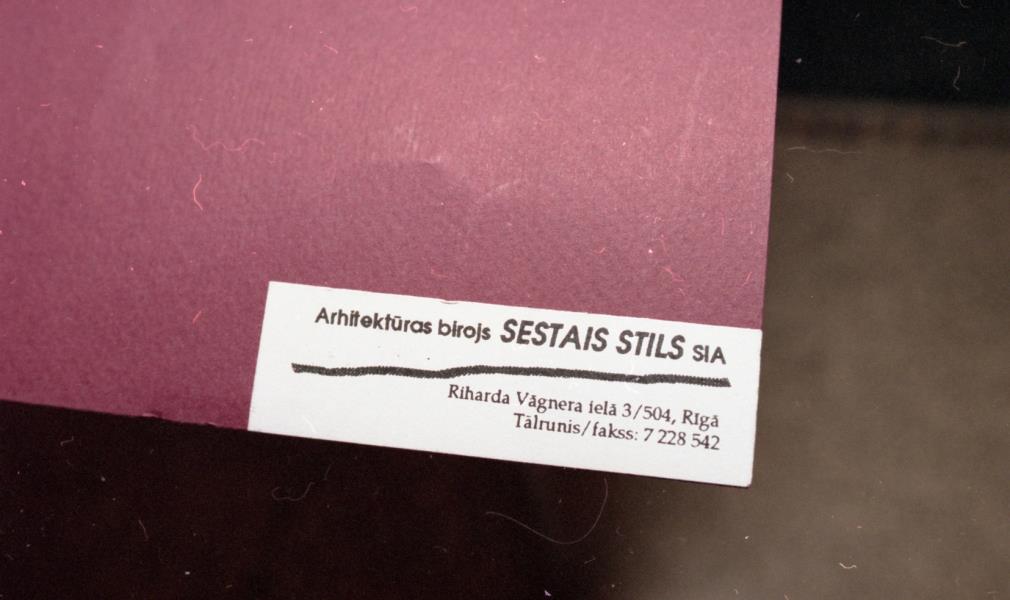 Arhitektūras birojs SESTAIS STILS SIA
Riharda Vāgnera ielā 3/504, Rīgā
Tālrunis/fakss: 7 228 542